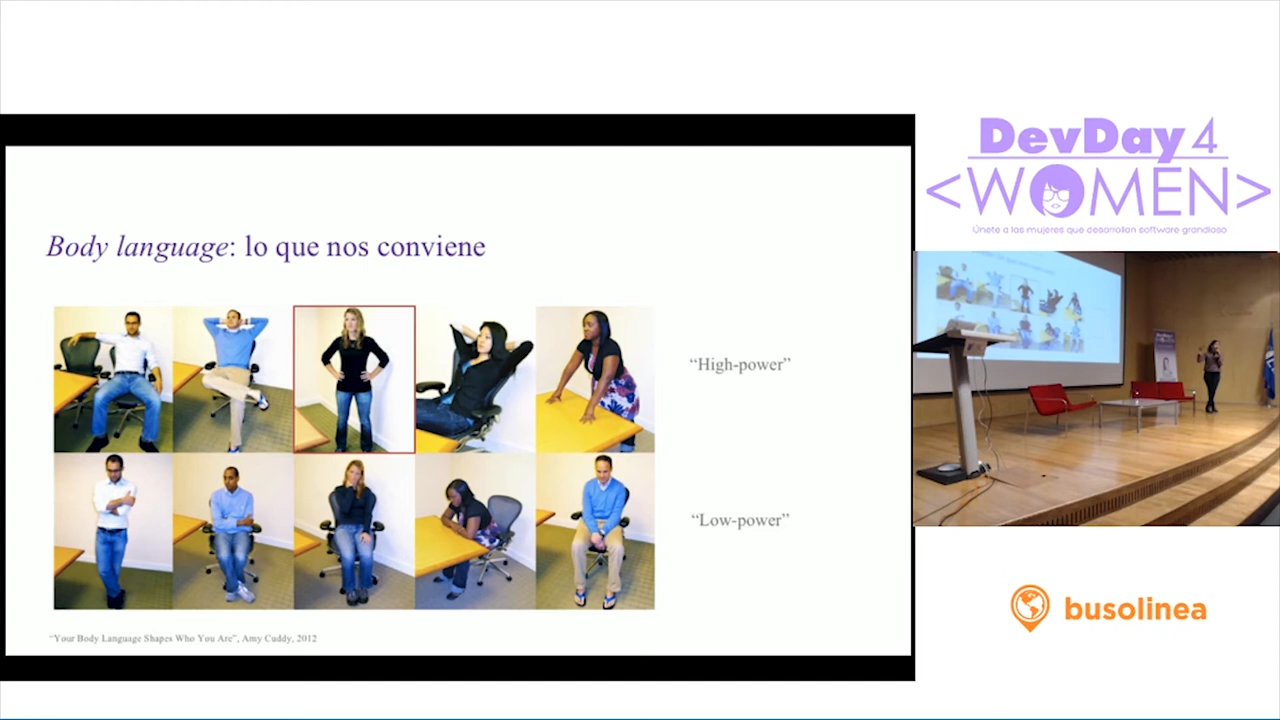 Body language: lo que nos conviene
"High-power"
"Low-power"
"Your Body Language Shapes Who You Are", Amy Cuddy, 2012
DevDay4
<WOMEN>
Únete a las mujeres que desarrollan software grandioso
busolinea